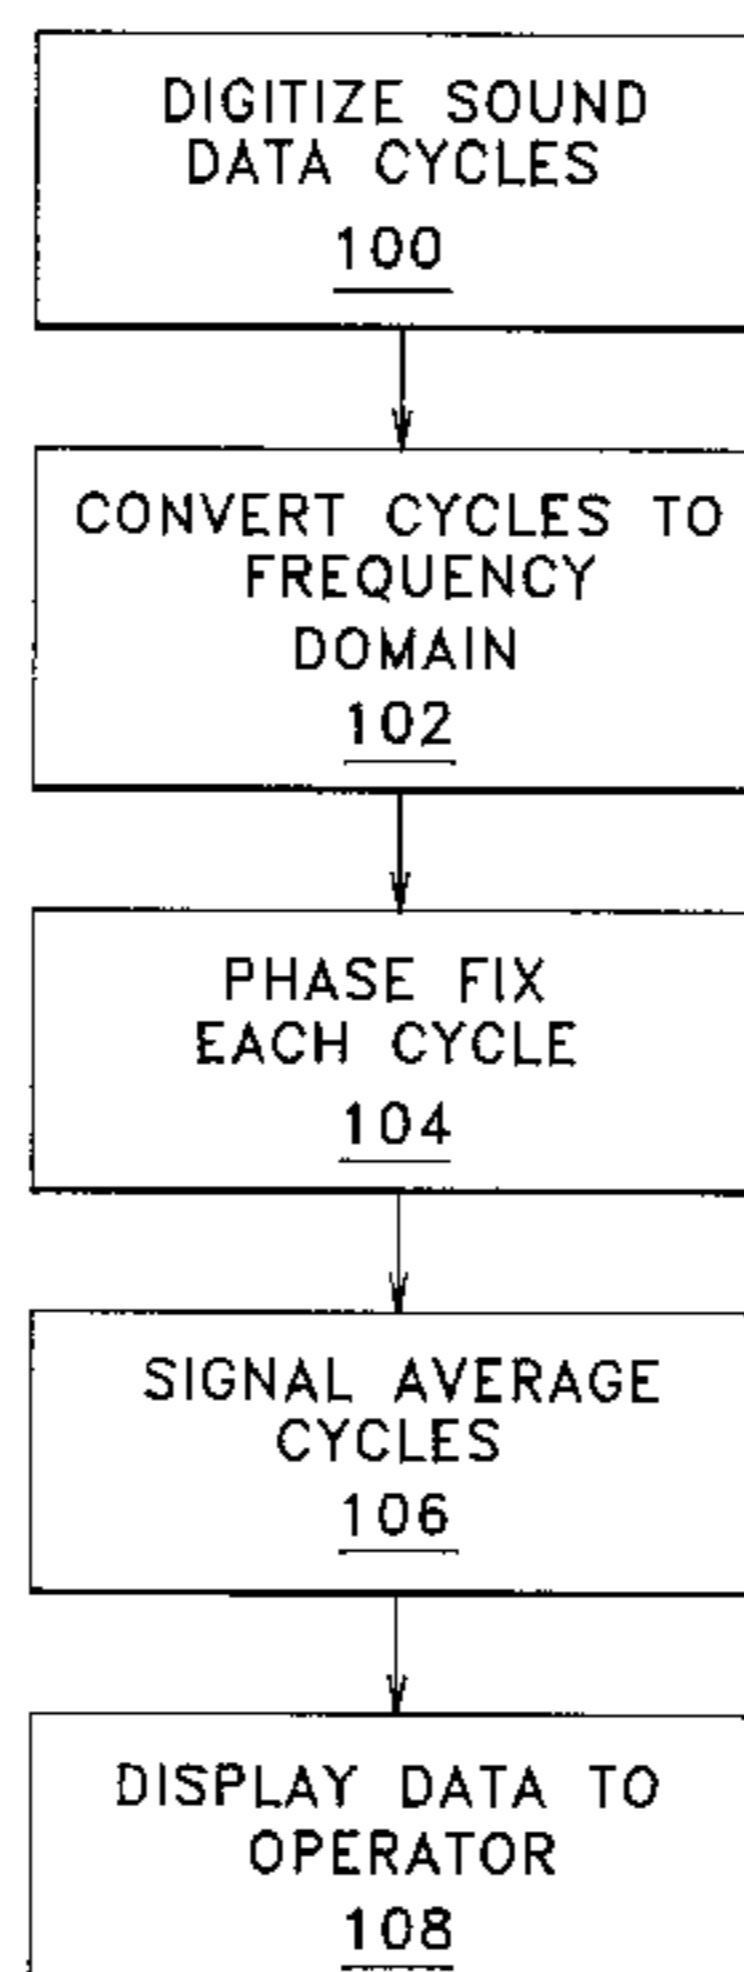 DIGITIZE SOUND
DATA CYCLES
100
CONVERT CYCLES TO
FREQUENCY
DOMAIN
102
PHASE FIX
EACH CYCLE
104
SIGNAL AVERAGE
CYCLES
106
DISPLAY DATA TO
OPERATOR
108